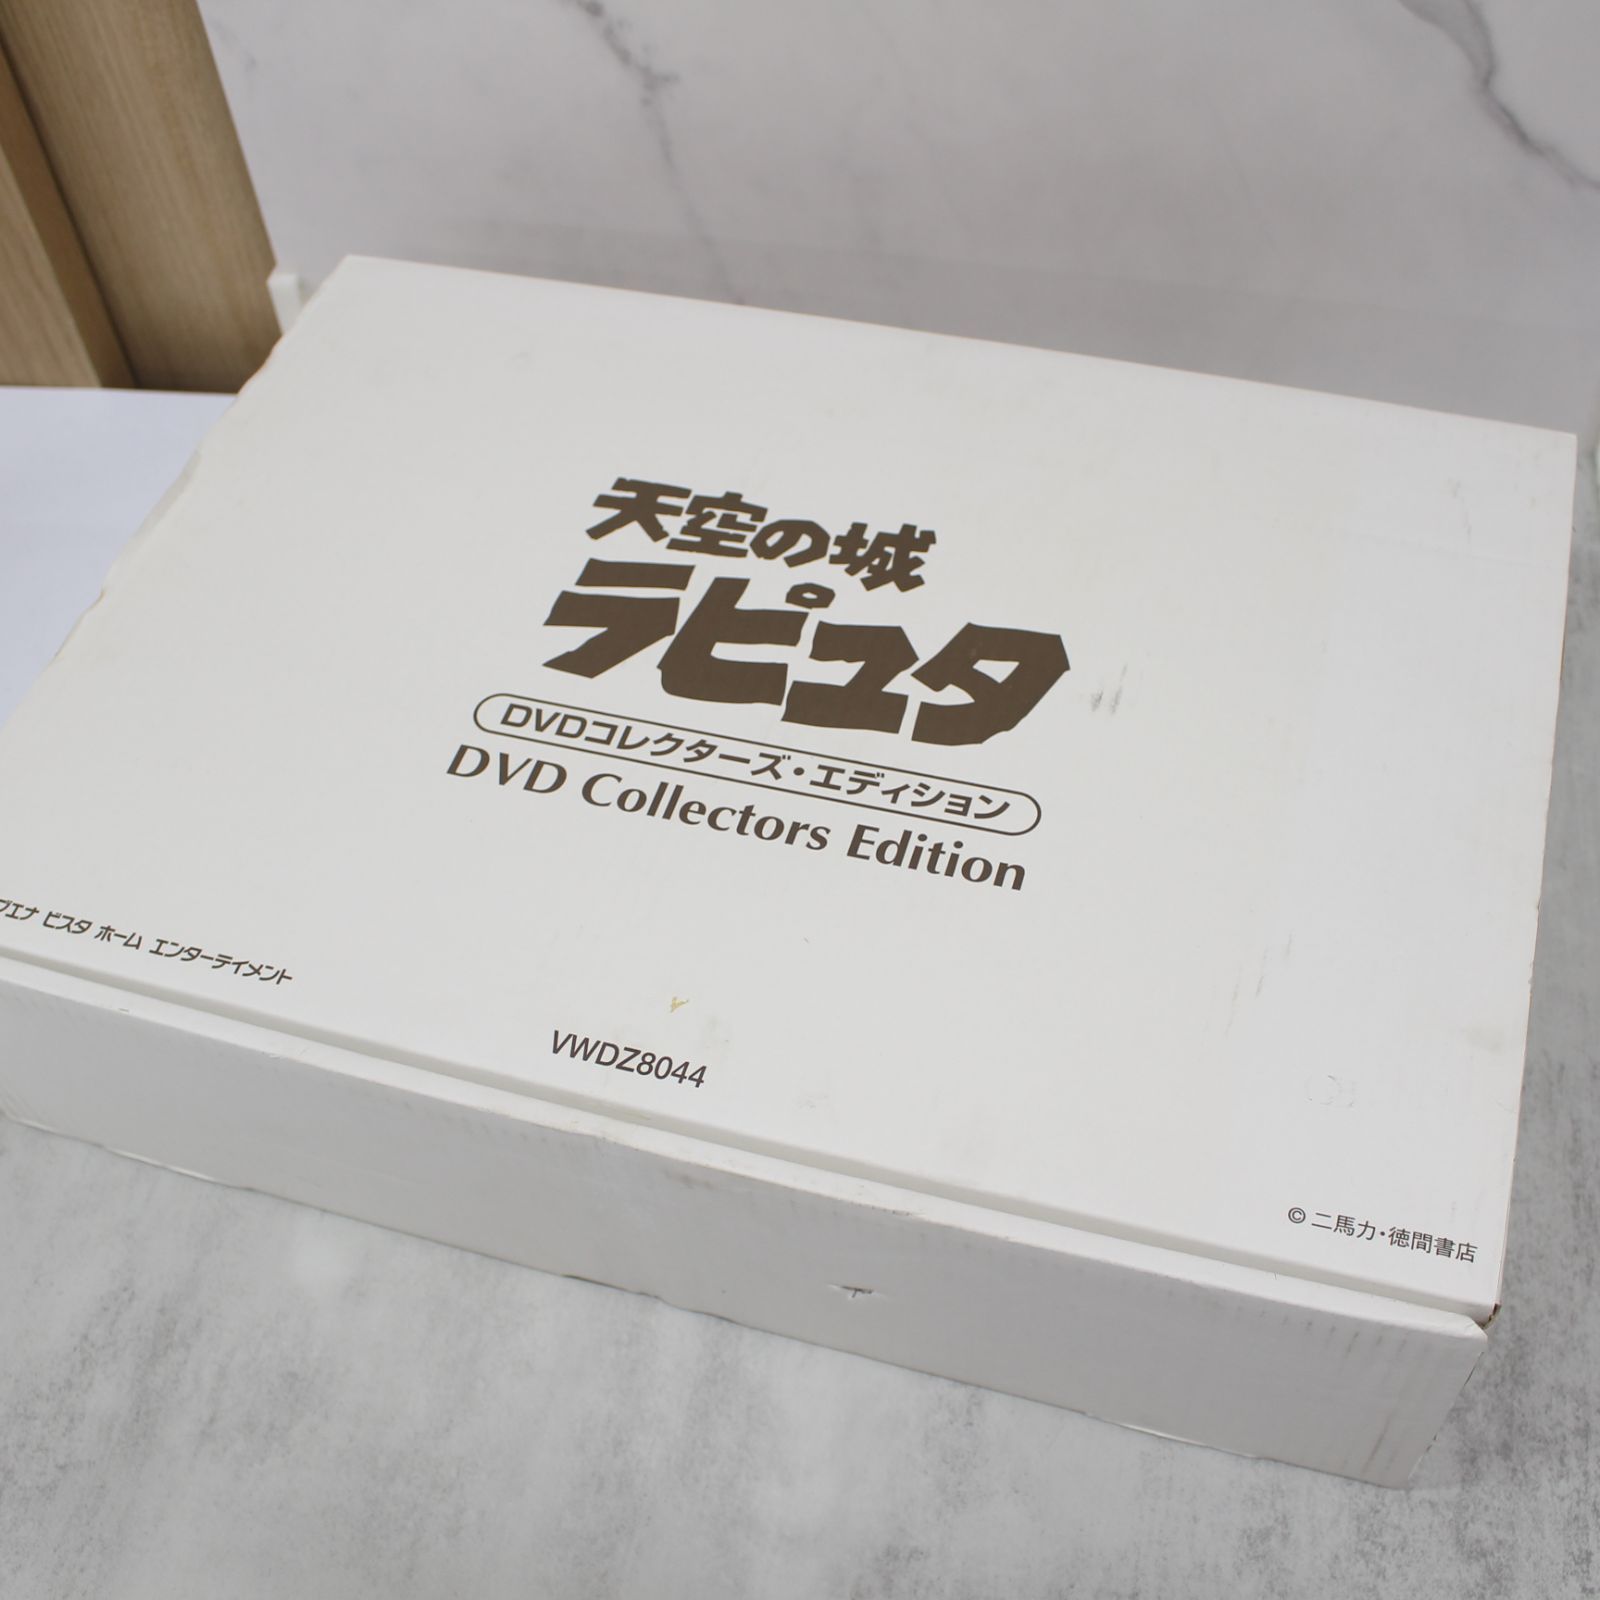 天空の城
ラピュタ
DVDコレクターズ・エディション
DVD Collectors Edition
ブエナ ビスタ ホーム エンターテイメント
VWDZ8044
© 二馬力・徳間書店